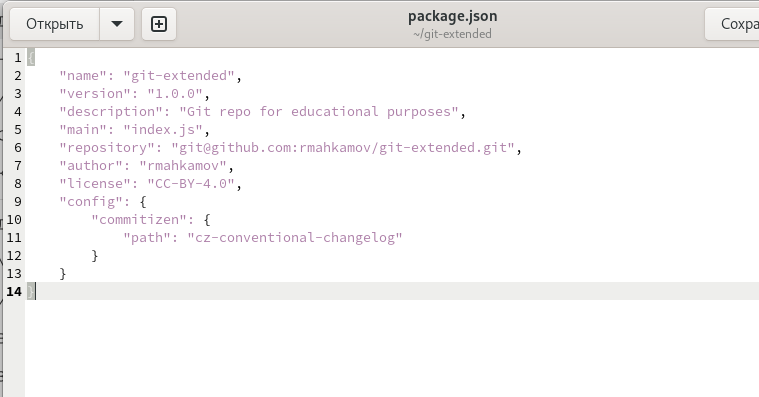 Открыть
package.json
~/git-extended
Сохра
1 {
2     "name": "git-extended",
3     "version": "1.0.0",
4     "description": "Git repo for educational purposes",
5     "main": "index.js",
6     "repository": "git@github.com:rmahkamov/git-extended.git",
7     "author": "rmahkamov",
8     "license": "CC-BY-4.0",
9     "config": {
10         "commitizen": {
11             "path": "cz-conventional-changelog"
12         }
13     }
14 }